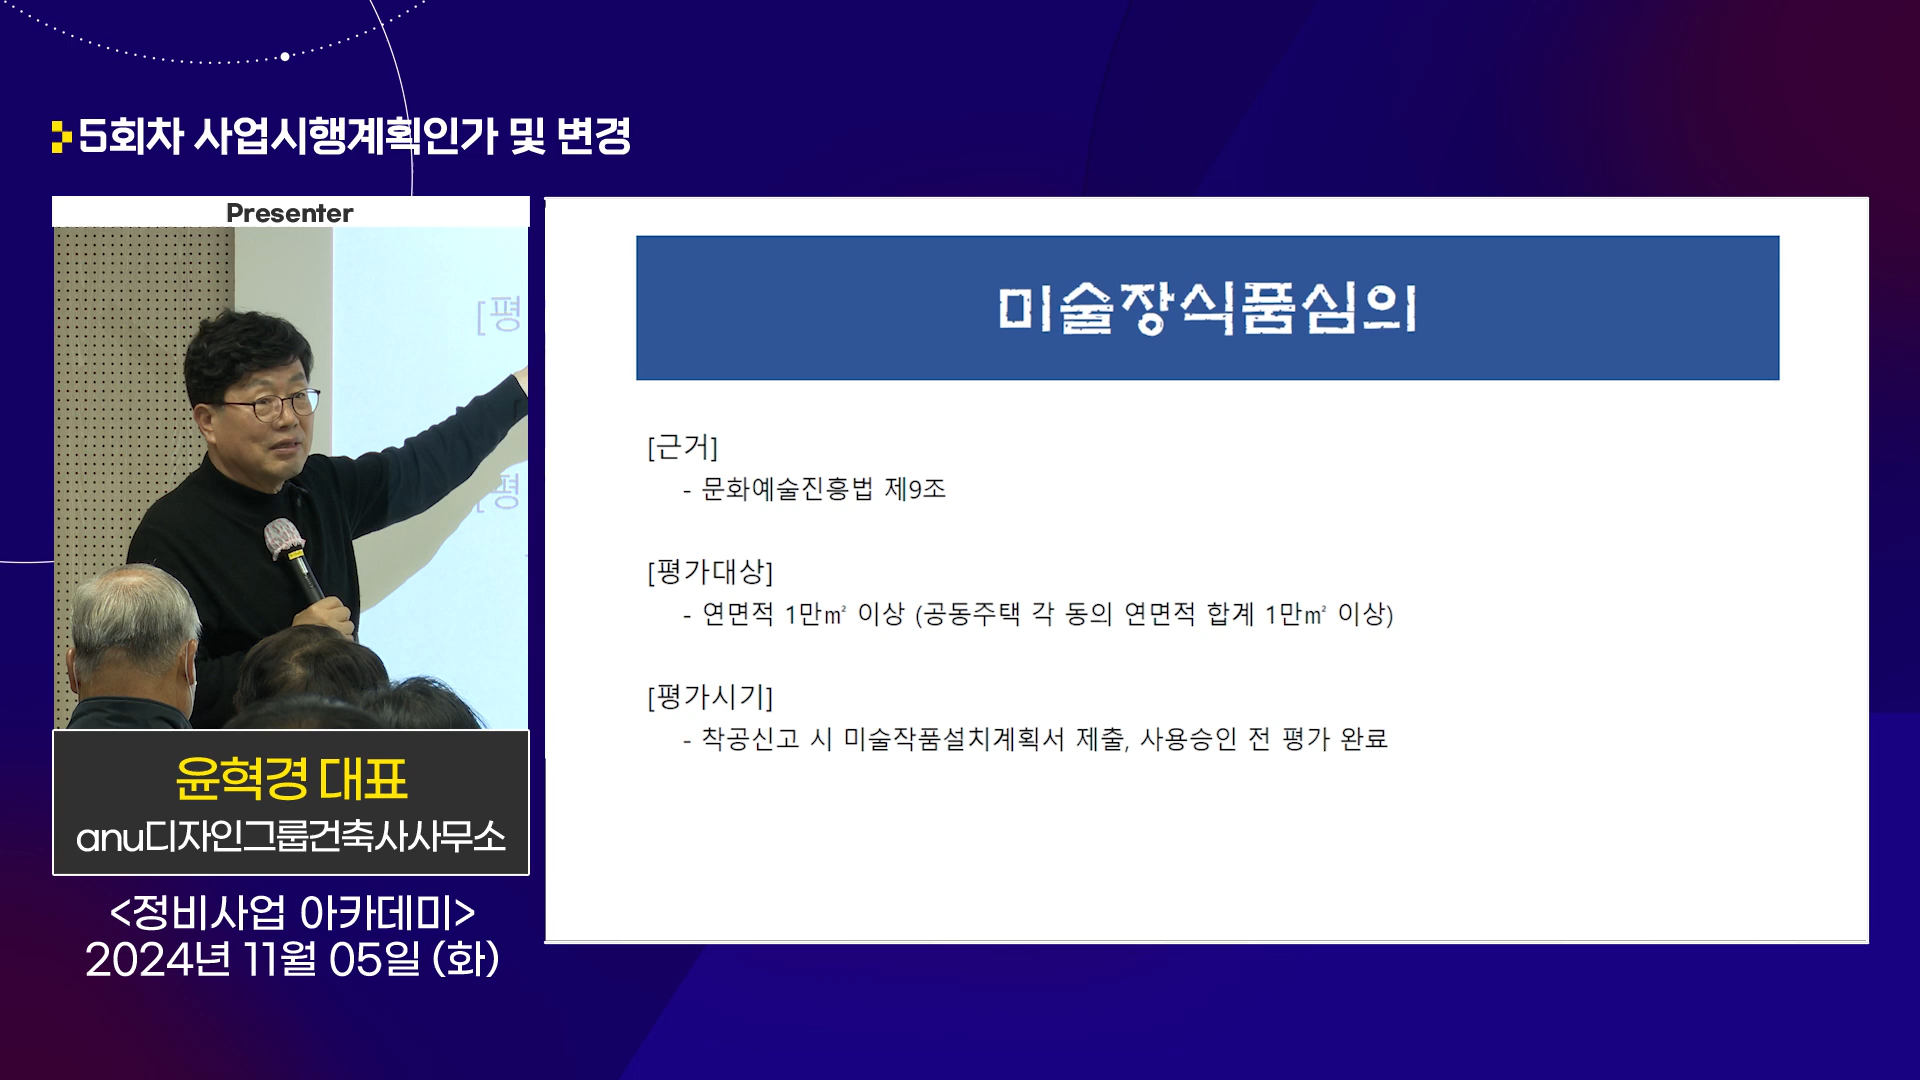 5회차 사업시행계획인가 및 변경
Presenter
[평
[평
윤혁경 대표
anu디자인그룹건축사사무소
<정비사업 아카데미>
2024년 11월 05일 (화)
미술장식품심의
[근거]
- 문화예술진흥법 제9조
[평가대상]
- 연면적 1만㎡ 이상 (공동주택 각 동의 연면적 합계 1만㎡ 이상)
[평가시기]
- 착공신고 시 미술작품설치계획서 제출, 사용승인 전 평가 완료